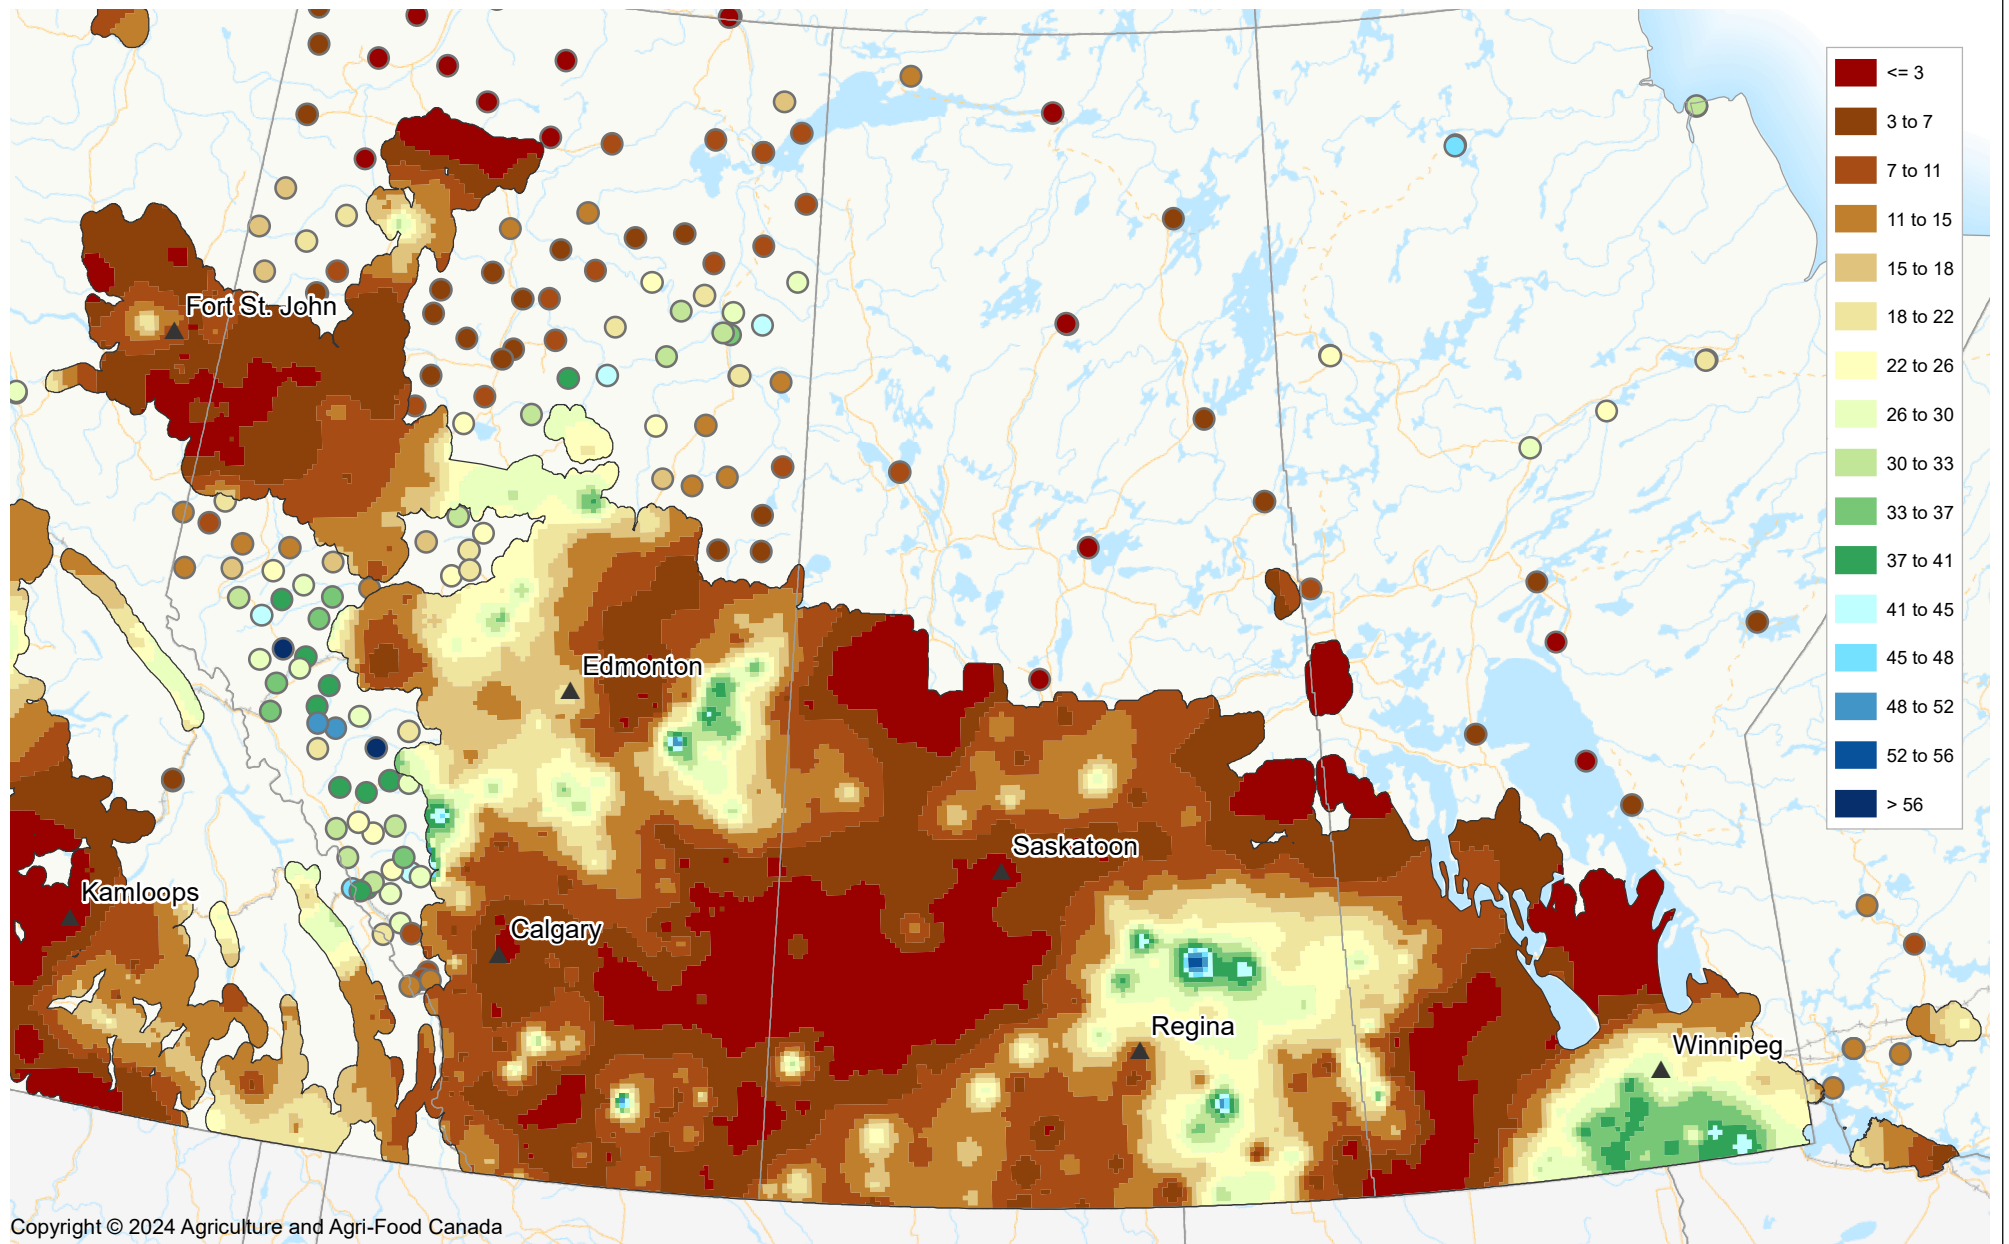 <= 3
3 to 7
7 to 11
11 to 15
15 to 18
18 to 22
22 to 26
26 to 30
30 to 33
33 to 37
37 to 41
41 to 45
45 to 48
48 to 52
52 to 56
> 56
Fort St. John
Edmonton
Saskatoon
Kamloops
Calgary
Regina
Winnipeg
Copyright © 2024 Agriculture and Agri-Food Canada